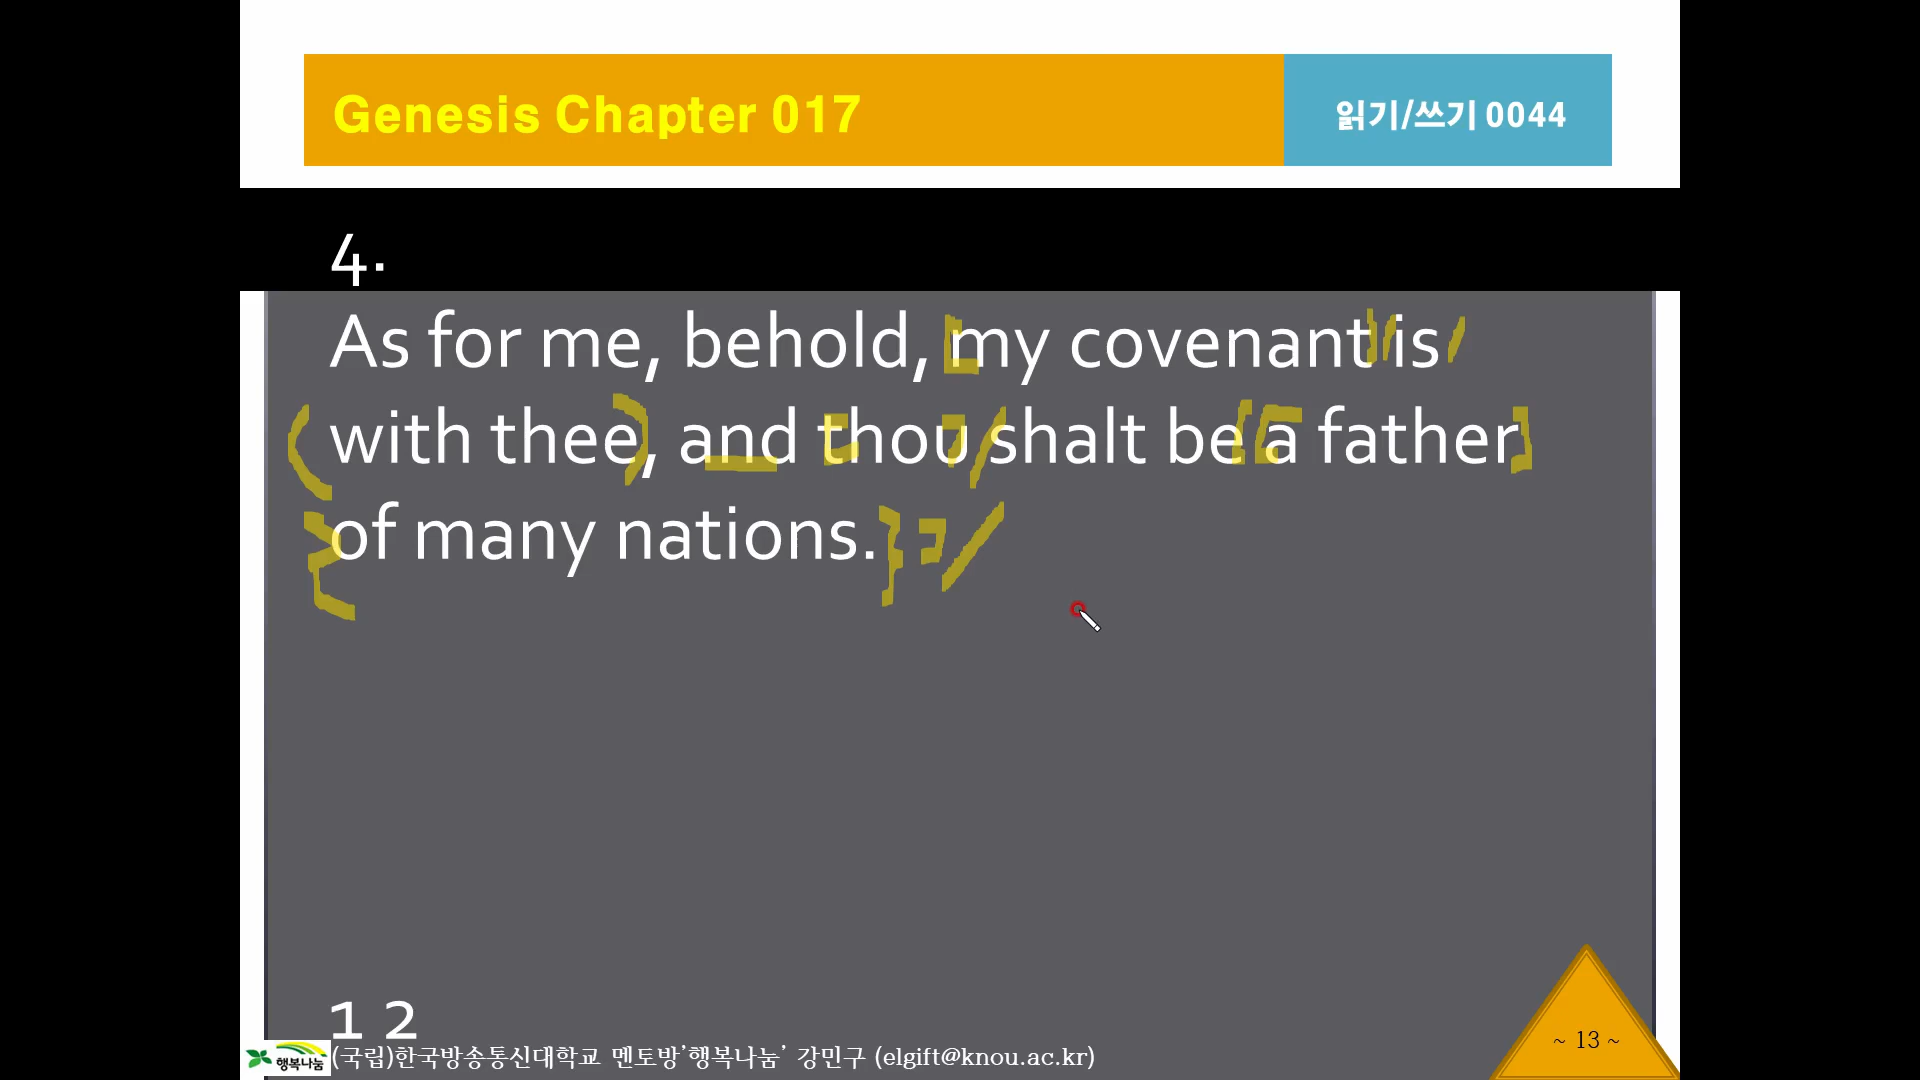 Genesis Chapter 017
읽기/쓰기 0044
4.
As for me, behold, my covenant is
with thee, and thou shalt be a father
of many nations.
1 2
행복나눔
(국립)한국방송통신대학교 멘토방'행복나눔' 강민구 (elgift@knou.ac.kr)
~ 13 ~